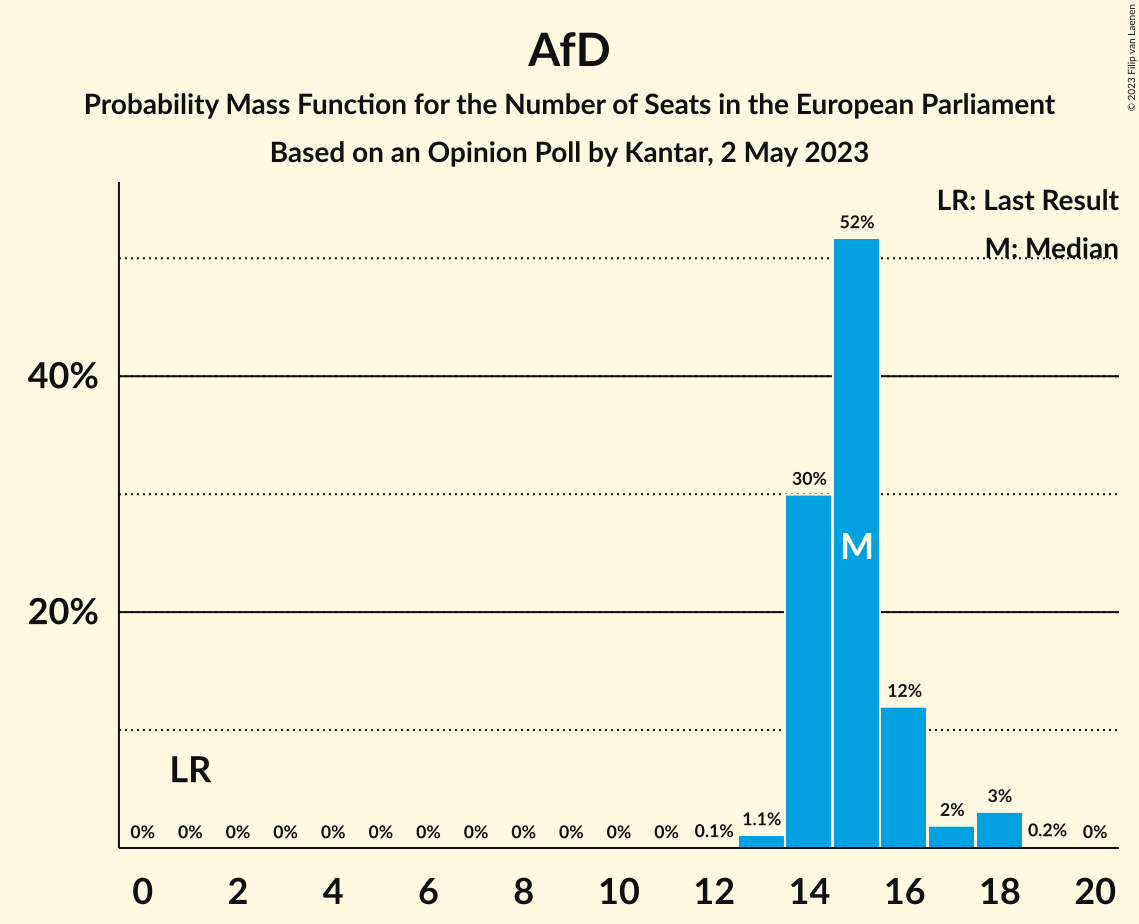 AfD
Probability Mass Function for the Number of Seats in the European Parliament
Based on an Opinion Poll by Kantar, 2 May 2023
© 2023 Filip van Laenen
LR: Last Result
M: Median
52%
40%
30%
M
20%
12%
LR
0% 0% 0% 0% 0% 0% 0% 0% 0% 0% 0% 0% 0.1% 1.1% 2% 3% 0.2% 0%
0 2 4 6 8 10 12 14 16 18 20